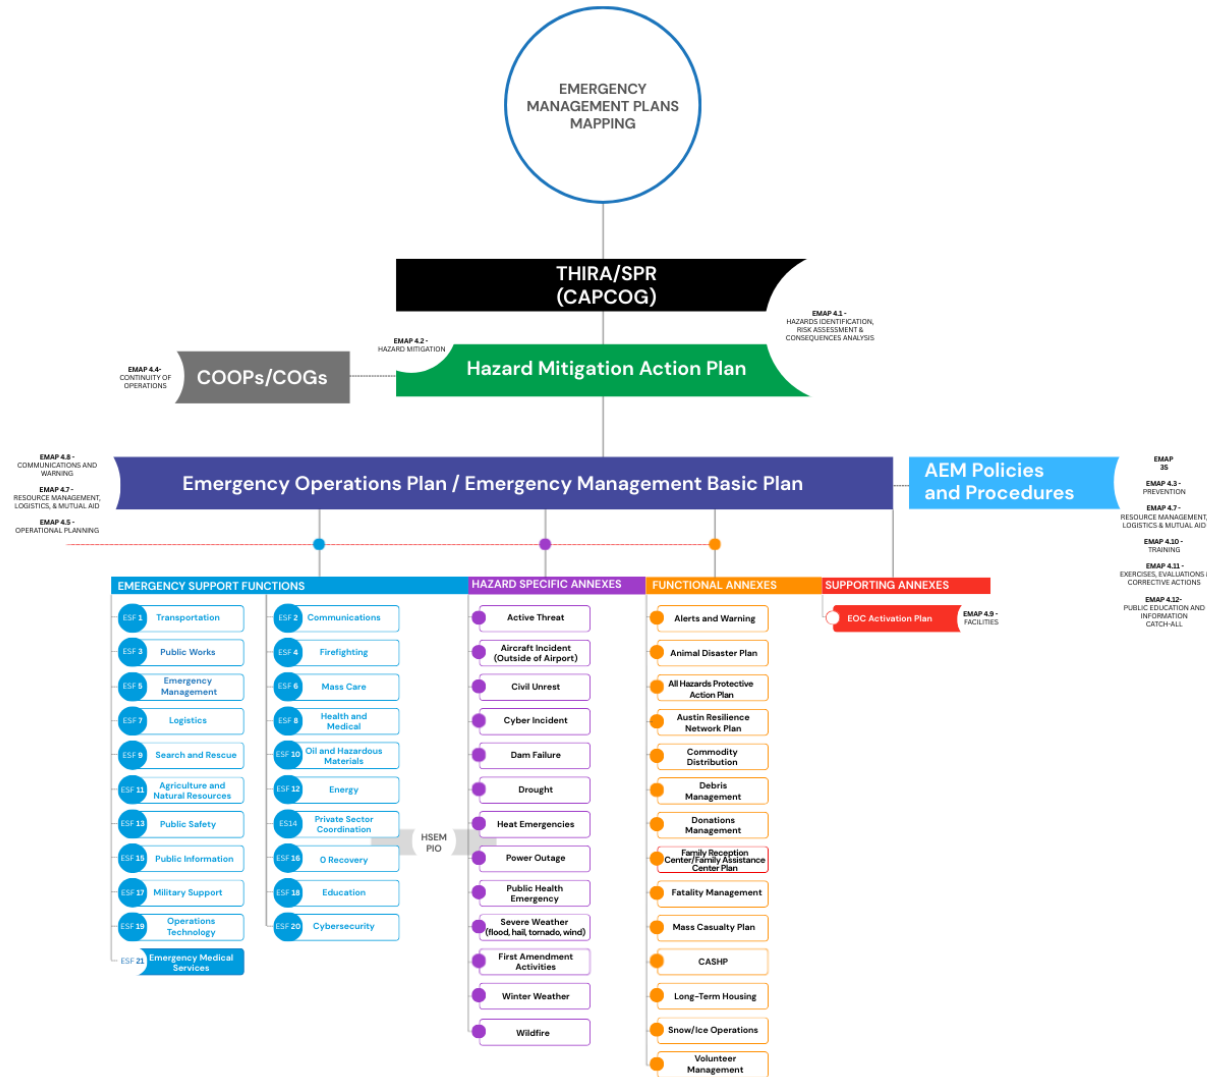 EMERGENCY
MANAGEMENT PLANS
MAPPING
THIRA/SPR
(CAPCOG)
EMAP 4.1 -
HAZARDS IDENTIFICATION,
RISK ASSESSMENT &
CONSEQUENCES ANALYSIS
EMAP 4.2 -
HAZARD MITIGATION
Hazard Mitigation Action Plan
EMAP 4.4-
CONTINUITY OF
OPERATIONS
COOPs/COGs
EMAP 4.8 -
COMMUNICATIONS AND
WARNING
EMAP 4.7-
RESOURCE MANAGEMENT,
LOGISTICS, & MUTUAL AID
EMAP 4.5 -
OPERATIONAL PLANNING
Emergency Operations Plan / Emergency Management Basic Plan
AEM Policies
and Procedures
EMAP
35
EMAP 4.3 -
PREVENTION
EMAP 4.7 -
RESOURCE MANAGEMENT,
LOGISTICS & MUTUAL AID
EMAP 4.10 -
TRAINING
EMAP 4.11 -
EXERCISES, EVALUATIONS &
CORRECTIVE ACTIONS
EMAP 4.12-
PUBLIC EDUCATION AND
INFORMATION
CATCH-ALL
EMERGENCY SUPPORT FUNCTIONS
ESF 1 Transportation
ESF 3 Public Works
ESF 5 Emergency
Management
ESF 7 Logistics
ESF 9 Search and Rescue
ESF 11 Agriculture and
Natural Resources
ESF 13 Public Safety
ESF 15 Public Information
ESF 17 Military Support
ESF 19 Operations
Technology
ESF 21 Emergency Medical
Services
ESF 2 Communications
ESF 4 Firefighting
ESF 6 Mass Care
ESF 8 Health and
Medical
ESF 10 Oil and Hazardous
Materials
ESF 12 Energy
ES14 Private Sector
Coordination
ESF 16 0 Recovery
ESF 18 Education
ESF 20 Cybersecurity
HSEM
PIO
HAZARD SPECIFIC ANNEXES
Active Threat
Aircraft Incident
(Outside of Airport)
Civil Unrest
Cyber Incident
Dam Failure
Drought
Heat Emergencies
Power Outage
Public Health
Emergency
Severe Weather
(flood, hail, tornado, wind)
First Amendment
Activities
Winter Weather
Wildfire
FUNCTIONAL ANNEXES
Alerts and Warning
Animal Disaster Plan
All Hazards Protective
Action Plan
Austin Resilience
Network Plan
Commodity
Distribution
Debris
Management
Donations
Management
Family Reception
Center/Family Assistance
Center Plan
Fatality Management
Mass Casualty Plan
CASHP
Long-Term Housing
Snow/Ice Operations
Volunteer
Management
SUPPORTING ANNEXES
EOC Activation Plan
EMAP 4.9 -
FACILITIES